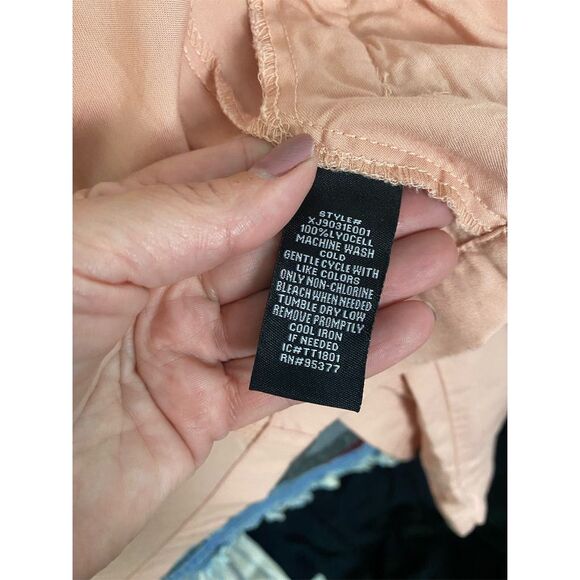 STYLE#
XJ9031E001
100%LYOCELL
MACHINE WASH
COLD
GENTLE CYCLE WITH
LIKE COLORS
ONLY NON-CHLORINE
BLEACH WHEN NEEDED
TUMBLE DRY LOW
REMOVE PROMPTLY
COOL IRON
IF NEEDED
IC#TT1801
RN#95377